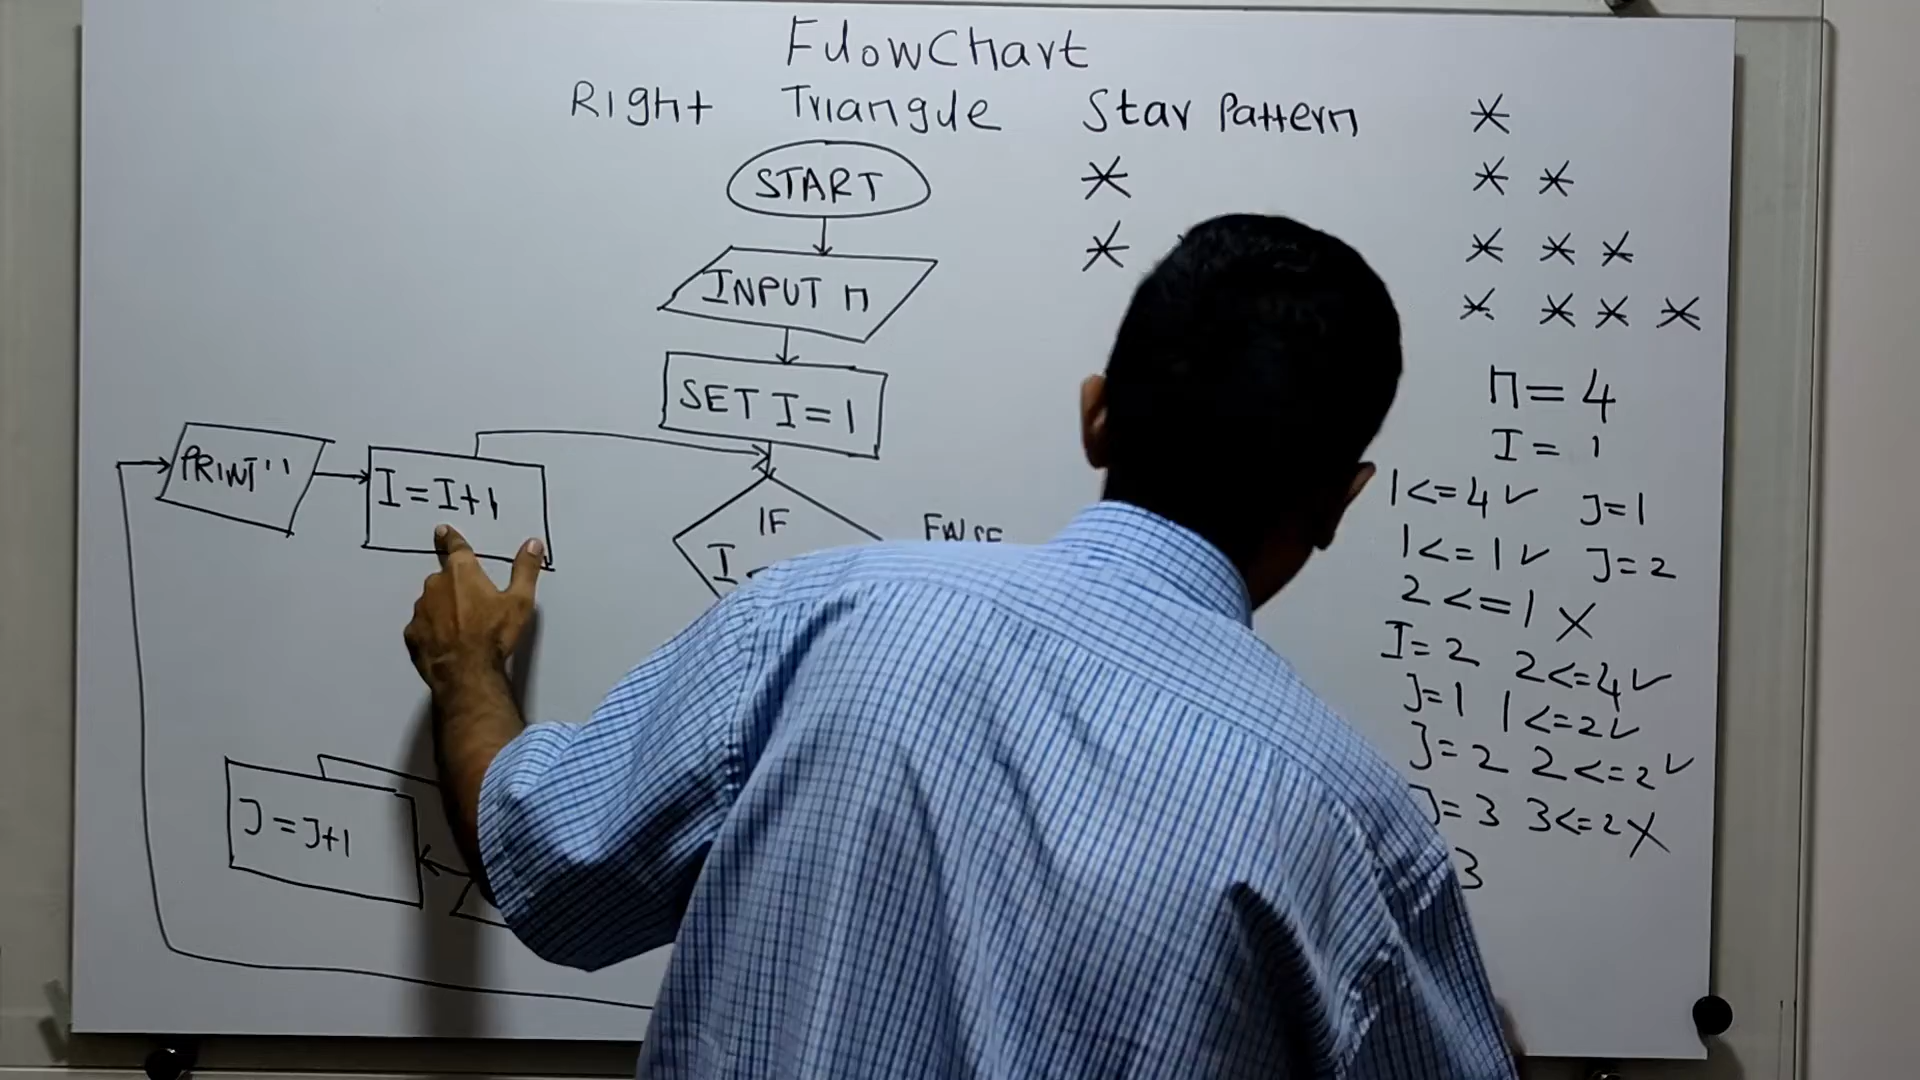 FlowChart
Right Triangle Star Pattern
*
* *
* * *
* * * *
*
*
START
INPUT n
SET I = 1
PRINT ''
I = I + 1
IF
I
FALSE
J = J+1
n = 4
I = 1
1 <= 4 ✓ J = 1
1 <= 1 ✓ J = 2
2 <= 1 X
I = 2 2 <= 4 ✓
J = 1 1 <= 2 ✓
J = 2 2 <= 2 ✓
J = 3 3 <= 2 X
3